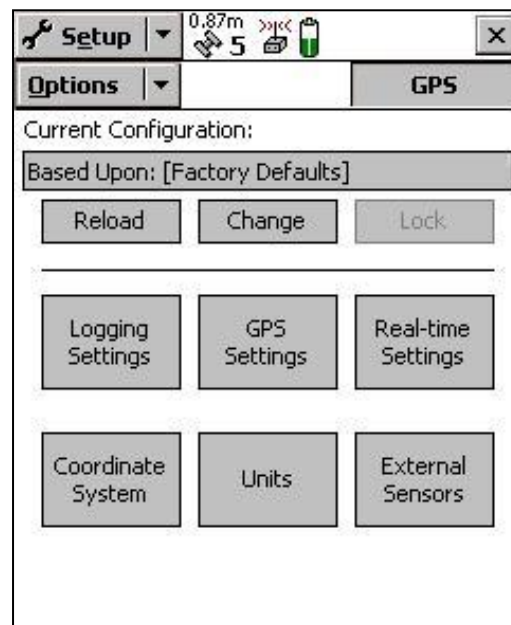 Setup 0.87m 5
Options GPS
Current Configuration:
Based Upon: [Factory Defaults]
Reload Change Lock
Logging Settings
GPS Settings
Real-time Settings
Coordinate System
Units
External Sensors